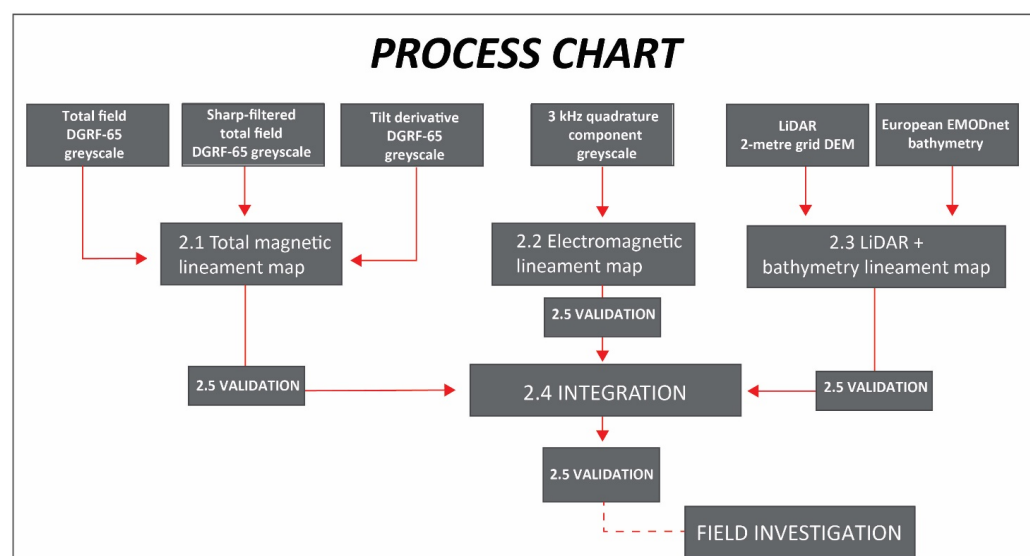 PROCESS CHART
Total field
DGRF-65
greyscale
Sharp-filtered
total field
DGRF-65 greyscale
Tilt derivative
DGRF-65
greyscale
3 kHz quadrature
component
greyscale
LiDAR
2-metre grid DEM
European EMODnet
bathymetry
2.1 Total magnetic
lineament map
2.2 Electromagnetic
lineament map
2.3 LiDAR +
bathymetry lineament map
2.5 VALIDATION
2.5 VALIDATION
2.4 INTEGRATION
2.5 VALIDATION
2.5 VALIDATION
FIELD INVESTIGATION